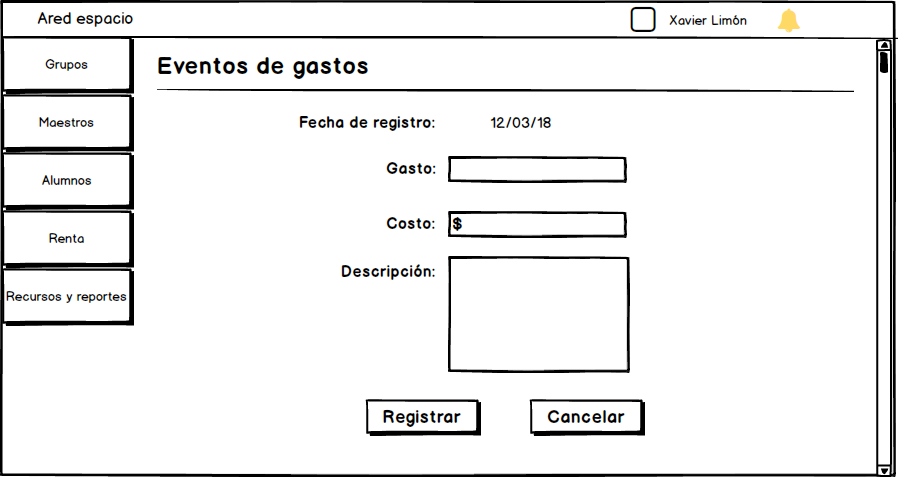 Ared espacio
Xavier Limón
Grupos
Maestros
Alumnos
Renta
Recursos y reportes
Eventos de gastos
Fecha de registro: 12/03/18
Gasto:
Costo: $
Descripción:
Registrar
Cancelar